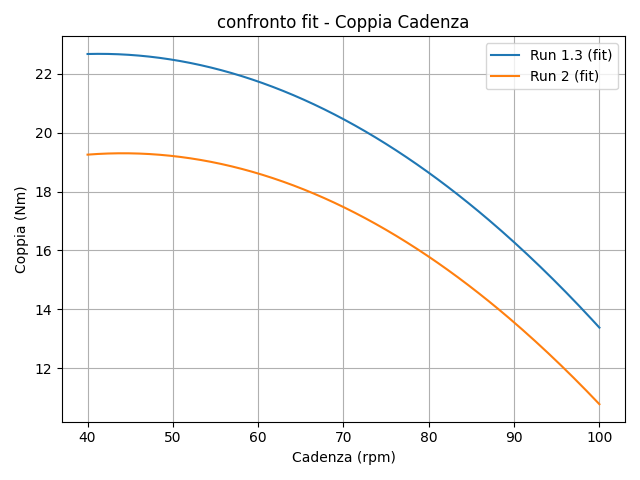 confronto fit - Coppia Cadenza
Run 1.3 (fit)
Run 2 (fit)
Coppia (Nm)
22
20
18
16
14
12
40 50 60 70 80 90 100
Cadenza (rpm)